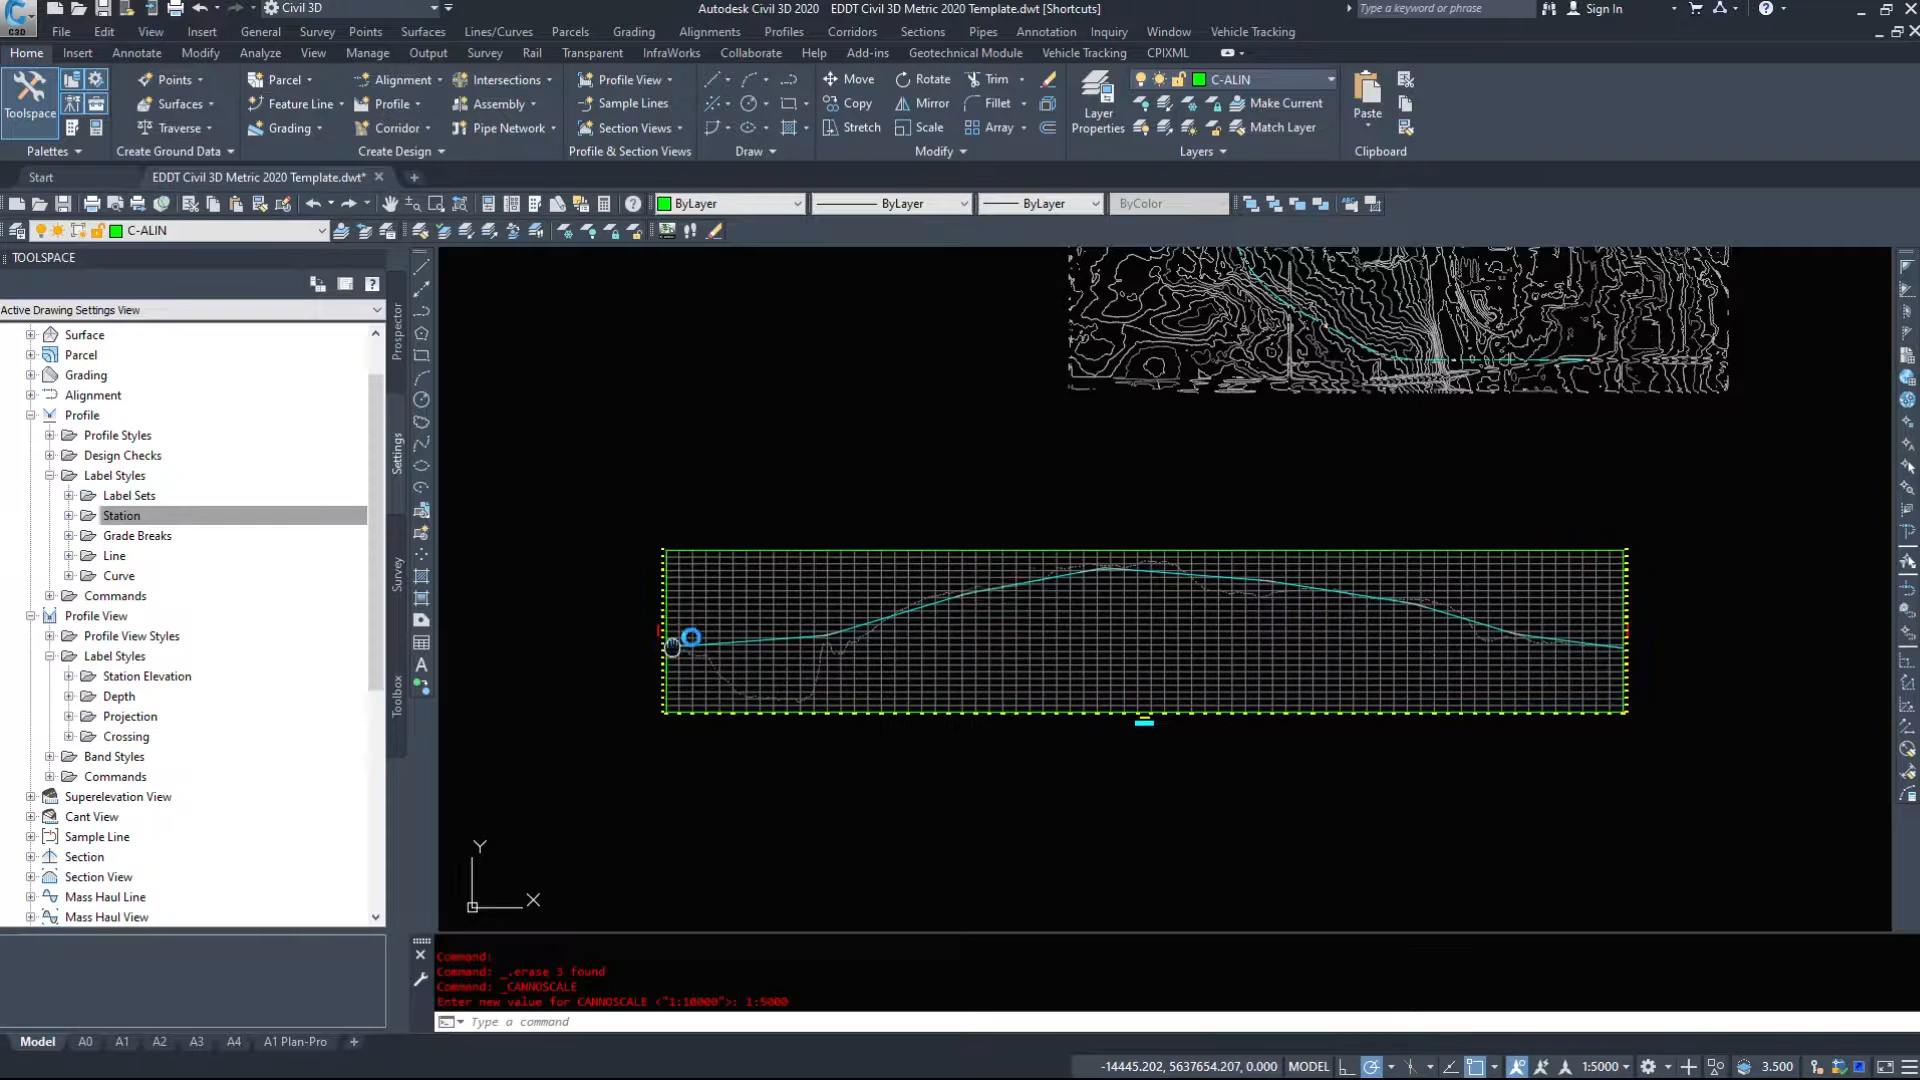 C3D
Civil 3D
Autodesk Civil 3D 2020 EDDT Civil 3D Metric 2020 Template.dwt [Shortcuts]
Type a keyword or phrase
Sign In
File Edit View Insert General Survey Points Surfaces Lines/Curves Parcels Grading Alignments Profiles Corridors Sections Pipes Annotation Inquiry Window Vehicle Tracking
Home Insert Annotate Modify Analyze View Manage Output Survey Rail Transparent InfraWorks Collaborate Help Add-ins Geotechnical Module Vehicle Tracking CPIXML
Toolspace
Points Parcel Alignment Intersections Profile View Move Rotate Trim C-ALIN
Surfaces Feature Line Profile Assembly Sample Lines Copy Mirror Fillet Make Current
Traverse Grading Corridor Pipe Network Section Views Stretch Scale Array Match Layer
Layer Properties
Paste
Palettes Create Ground Data Create Design Profile & Section Views Draw Modify Layers Clipboard
Start EDDT Civil 3D Metric 2020 Template.dwt*
ByLayer ByLayer ByLayer ByColor
C-ALIN
TOOLSPACE
Active Drawing Settings View
Surface
Parcel
Grading
Alignment
Profile
Profile Styles
Design Checks
Label Styles
Label Sets
Station
Grade Breaks
Line
Curve
Commands
Profile View
Profile View Styles
Label Styles
Station Elevation
Depth
Projection
Crossing
Band Styles
Commands
Superelevation View
Cant View
Sample Line
Section
Section View
Mass Haul Line
Mass Haul View
Prospector
Settings
Survey
Toolbox
Y
X
Command:
Command: _.erase 3 found
Command: _CANNOSCALE
Enter new value for CANNOSCALE <"1:10000">: 1:5000
Type a command
Model A0 A1 A2 A3 A4 A1 Plan-Pro
-14445.202, 5637654.207, 0.000 MODEL 1:5000 3.500